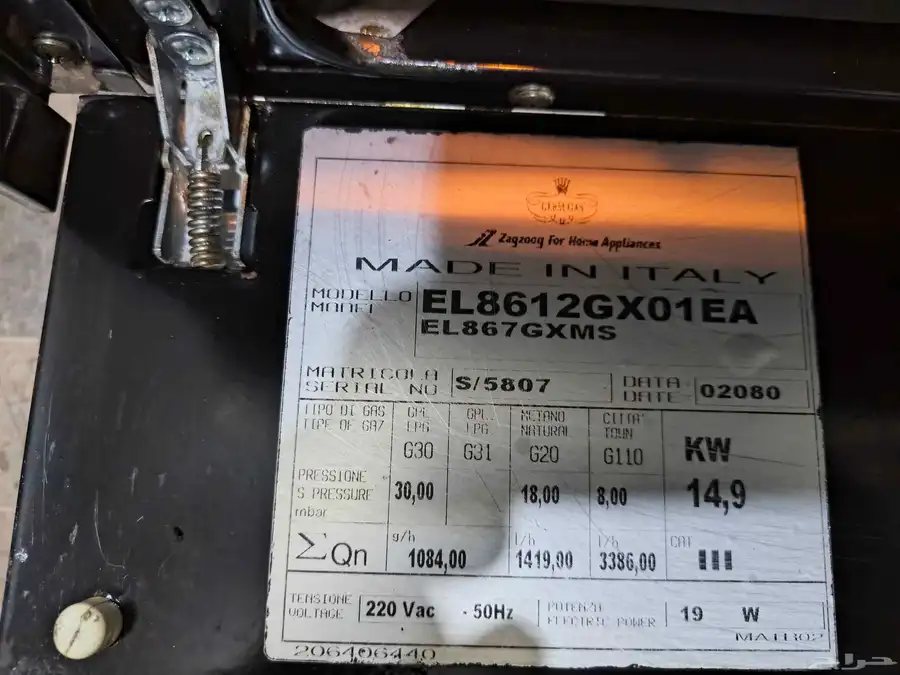 GLEMGAS
JZ Zagzoog For Home Appliances
MADE IN ITALY
MODELLO EL8612GX01EA
MODEL EL867GXMS
MATRICOLA
SERIAL NO S/5807 DATA
DATE 02080
TIPO DI GAS GPL GPL METANO CITTA'
TYPE OF GAZ LPG LPG NATURAL TOWN KW
G30 G31 G20 G110
PRESSIONE
S PRESSURE 30,00 18,00 8,00 14,9
mbar
g/h l/h l/h CAT
ΣQn 1084,00 1419,00 3386,00 III
TENSIONE
VOLTAGE 220 Vac - 50Hz POTENZA
ELECTRIC POWER 19 W
206406440
حراج